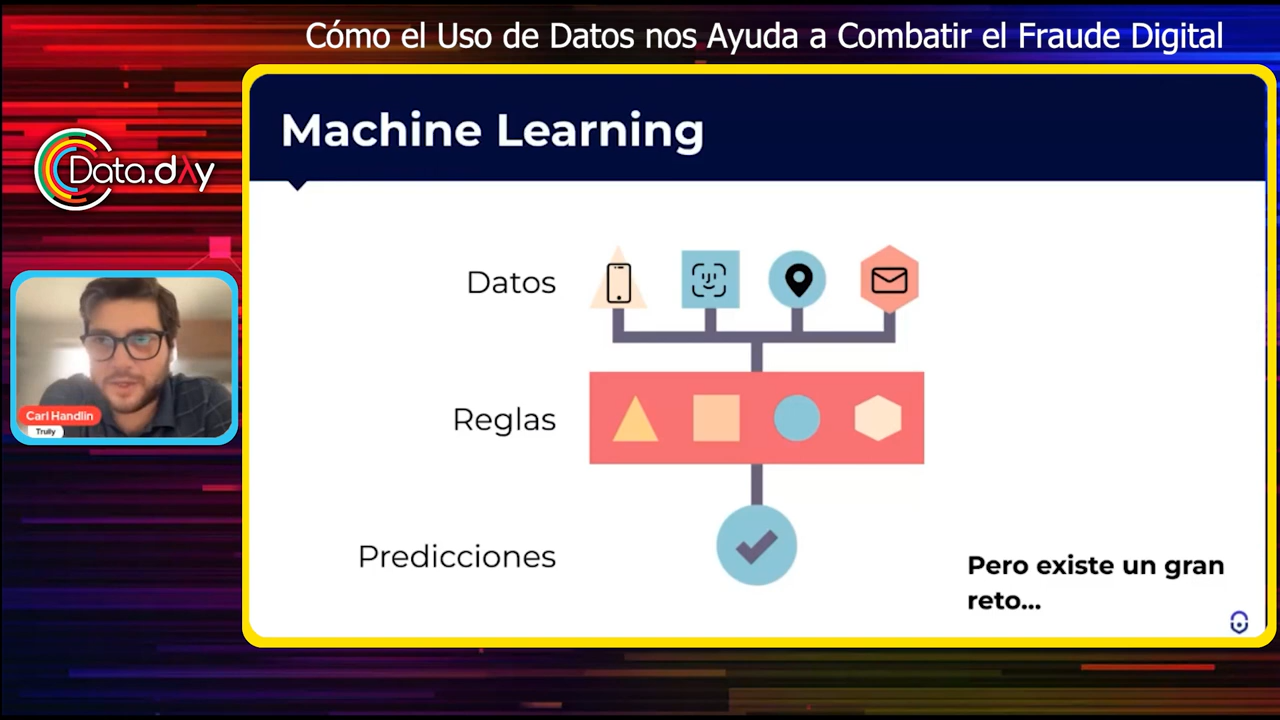 Cómo el Uso de Datos nos Ayuda a Combatir el Fraude Digital
Data.dλy
Machine Learning
Datos
Reglas
Predicciones
Pero existe un gran
reto...
Carl Handlin
Trully